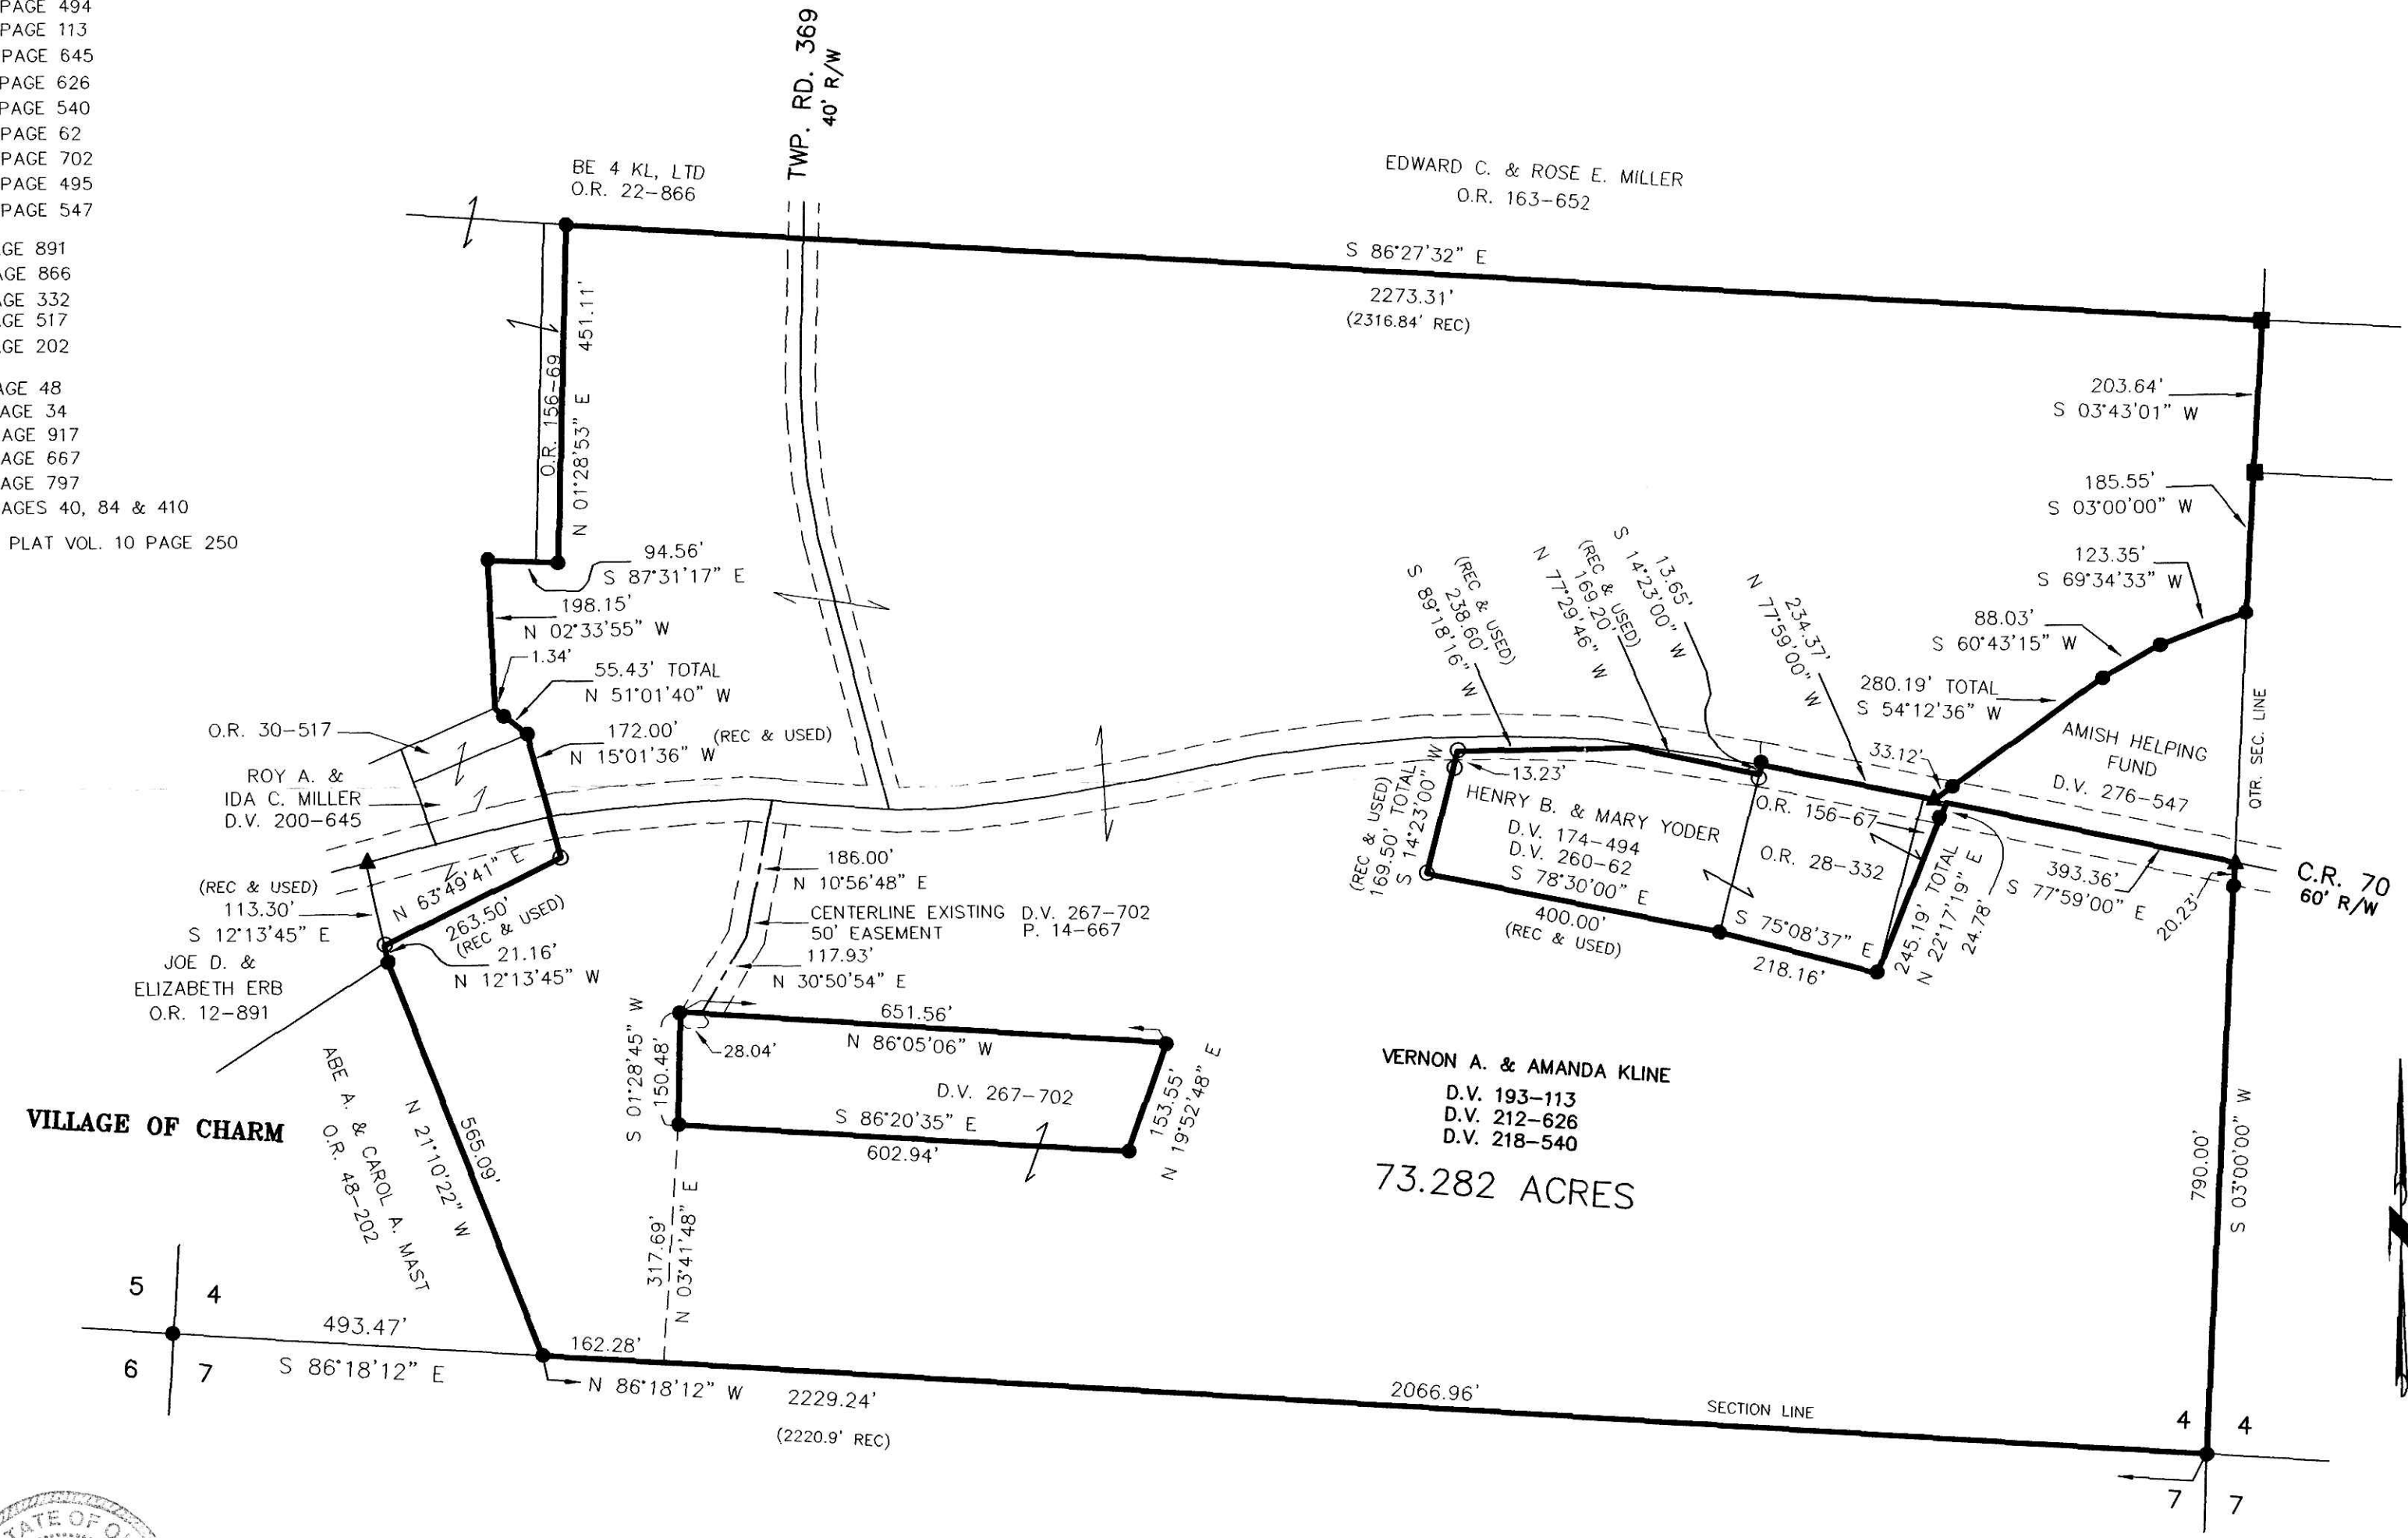 PAGE 494
PAGE 113
PAGE 645
PAGE 626
PAGE 540
PAGE 62
PAGE 702
PAGE 495
PAGE 547
GE 891
AGE 866
GE 332
GE 517
GE 202
AGE 48
AGE 34
AGE 917
AGE 667
AGE 797
AGES 40, 84 & 410
PLAT VOL. 10 PAGE 250
TWP. RD. 369
40' R/W
BE 4 KL, LTD
O.R. 22-866
EDWARD C. & ROSE E. MILLER
O.R. 163-652
S 86°27'32" E
2273.31'
(2316.84' REC)
O.R. 156-69
N 01°28'53" E 451.11'
203.64'
S 03°43'01" W
185.55'
S 03°00'00" W
123.35'
S 69°34'33" W
88.03'
S 60°43'15" W
280.19' TOTAL
S 54°12'36" W
94.56'
S 87°31'17" E
198.15'
N 02°33'55" W
1.34'
55.43' TOTAL
N 51°01'40" W
172.00' (REC & USED)
N 15°01'36" W
O.R. 30-517
ROY A. &
IDA C. MILLER
D.V. 200-645
(REC & USED)
238.60'
S 89°18'16" W
(REC & USED)
169.20'
N 77°29'46" W
13.65'
S 14°23'00" W
234.37'
N 77°59'00" W
33.12'
AMISH HELPING
FUND
D.V. 276-547
QTR. SEC. LINE
13.23'
(REC & USED)
169.50' TOTAL
S 14°23'00" W
HENRY B. & MARY YODER
D.V. 174-494
D.V. 260-62
S 78°30'00" E
400.00'
(REC & USED)
O.R. 156-67
O.R. 28-332
S 75°08'37" E
218.16'
245.19' TOTAL
N 22°17'19" E
24.78'
393.36'
S 77°59'00" E
20.23'
C.R. 70
60' R/W
(REC & USED)
113.30'
S 12°13'45" E
N 63°49'41" E
263.50'
(REC & USED)
21.16'
N 12°13'45" W
JOE D. &
ELIZABETH ERB
O.R. 12-891
186.00'
N 10°56'48" E
CENTERLINE EXISTING D.V. 267-702
50' EASEMENT P. 14-667
117.93'
N 30°50'54" E
651.56'
N 86°05'06" W
28.04'
S 01°28'45" W
150.48'
D.V. 267-702
S 86°20'35" E
602.94'
153.55'
N 19°52'48" E
VERNON A. & AMANDA KLINE
D.V. 193-113
D.V. 212-626
D.V. 218-540
73.282 ACRES
VILLAGE OF CHARM
ABE A. & CAROL A. MAST
O.R. 48-202
565.09'
N 21°10'22" W
317.69'
N 03°41'48" E
790.00'
S 03°00'00" W
5 4
6 7
493.47'
S 86°18'12" E
162.28'
N 86°18'12" W
2229.24'
(2220.9' REC)
2066.96'
SECTION LINE
4 4
7 7